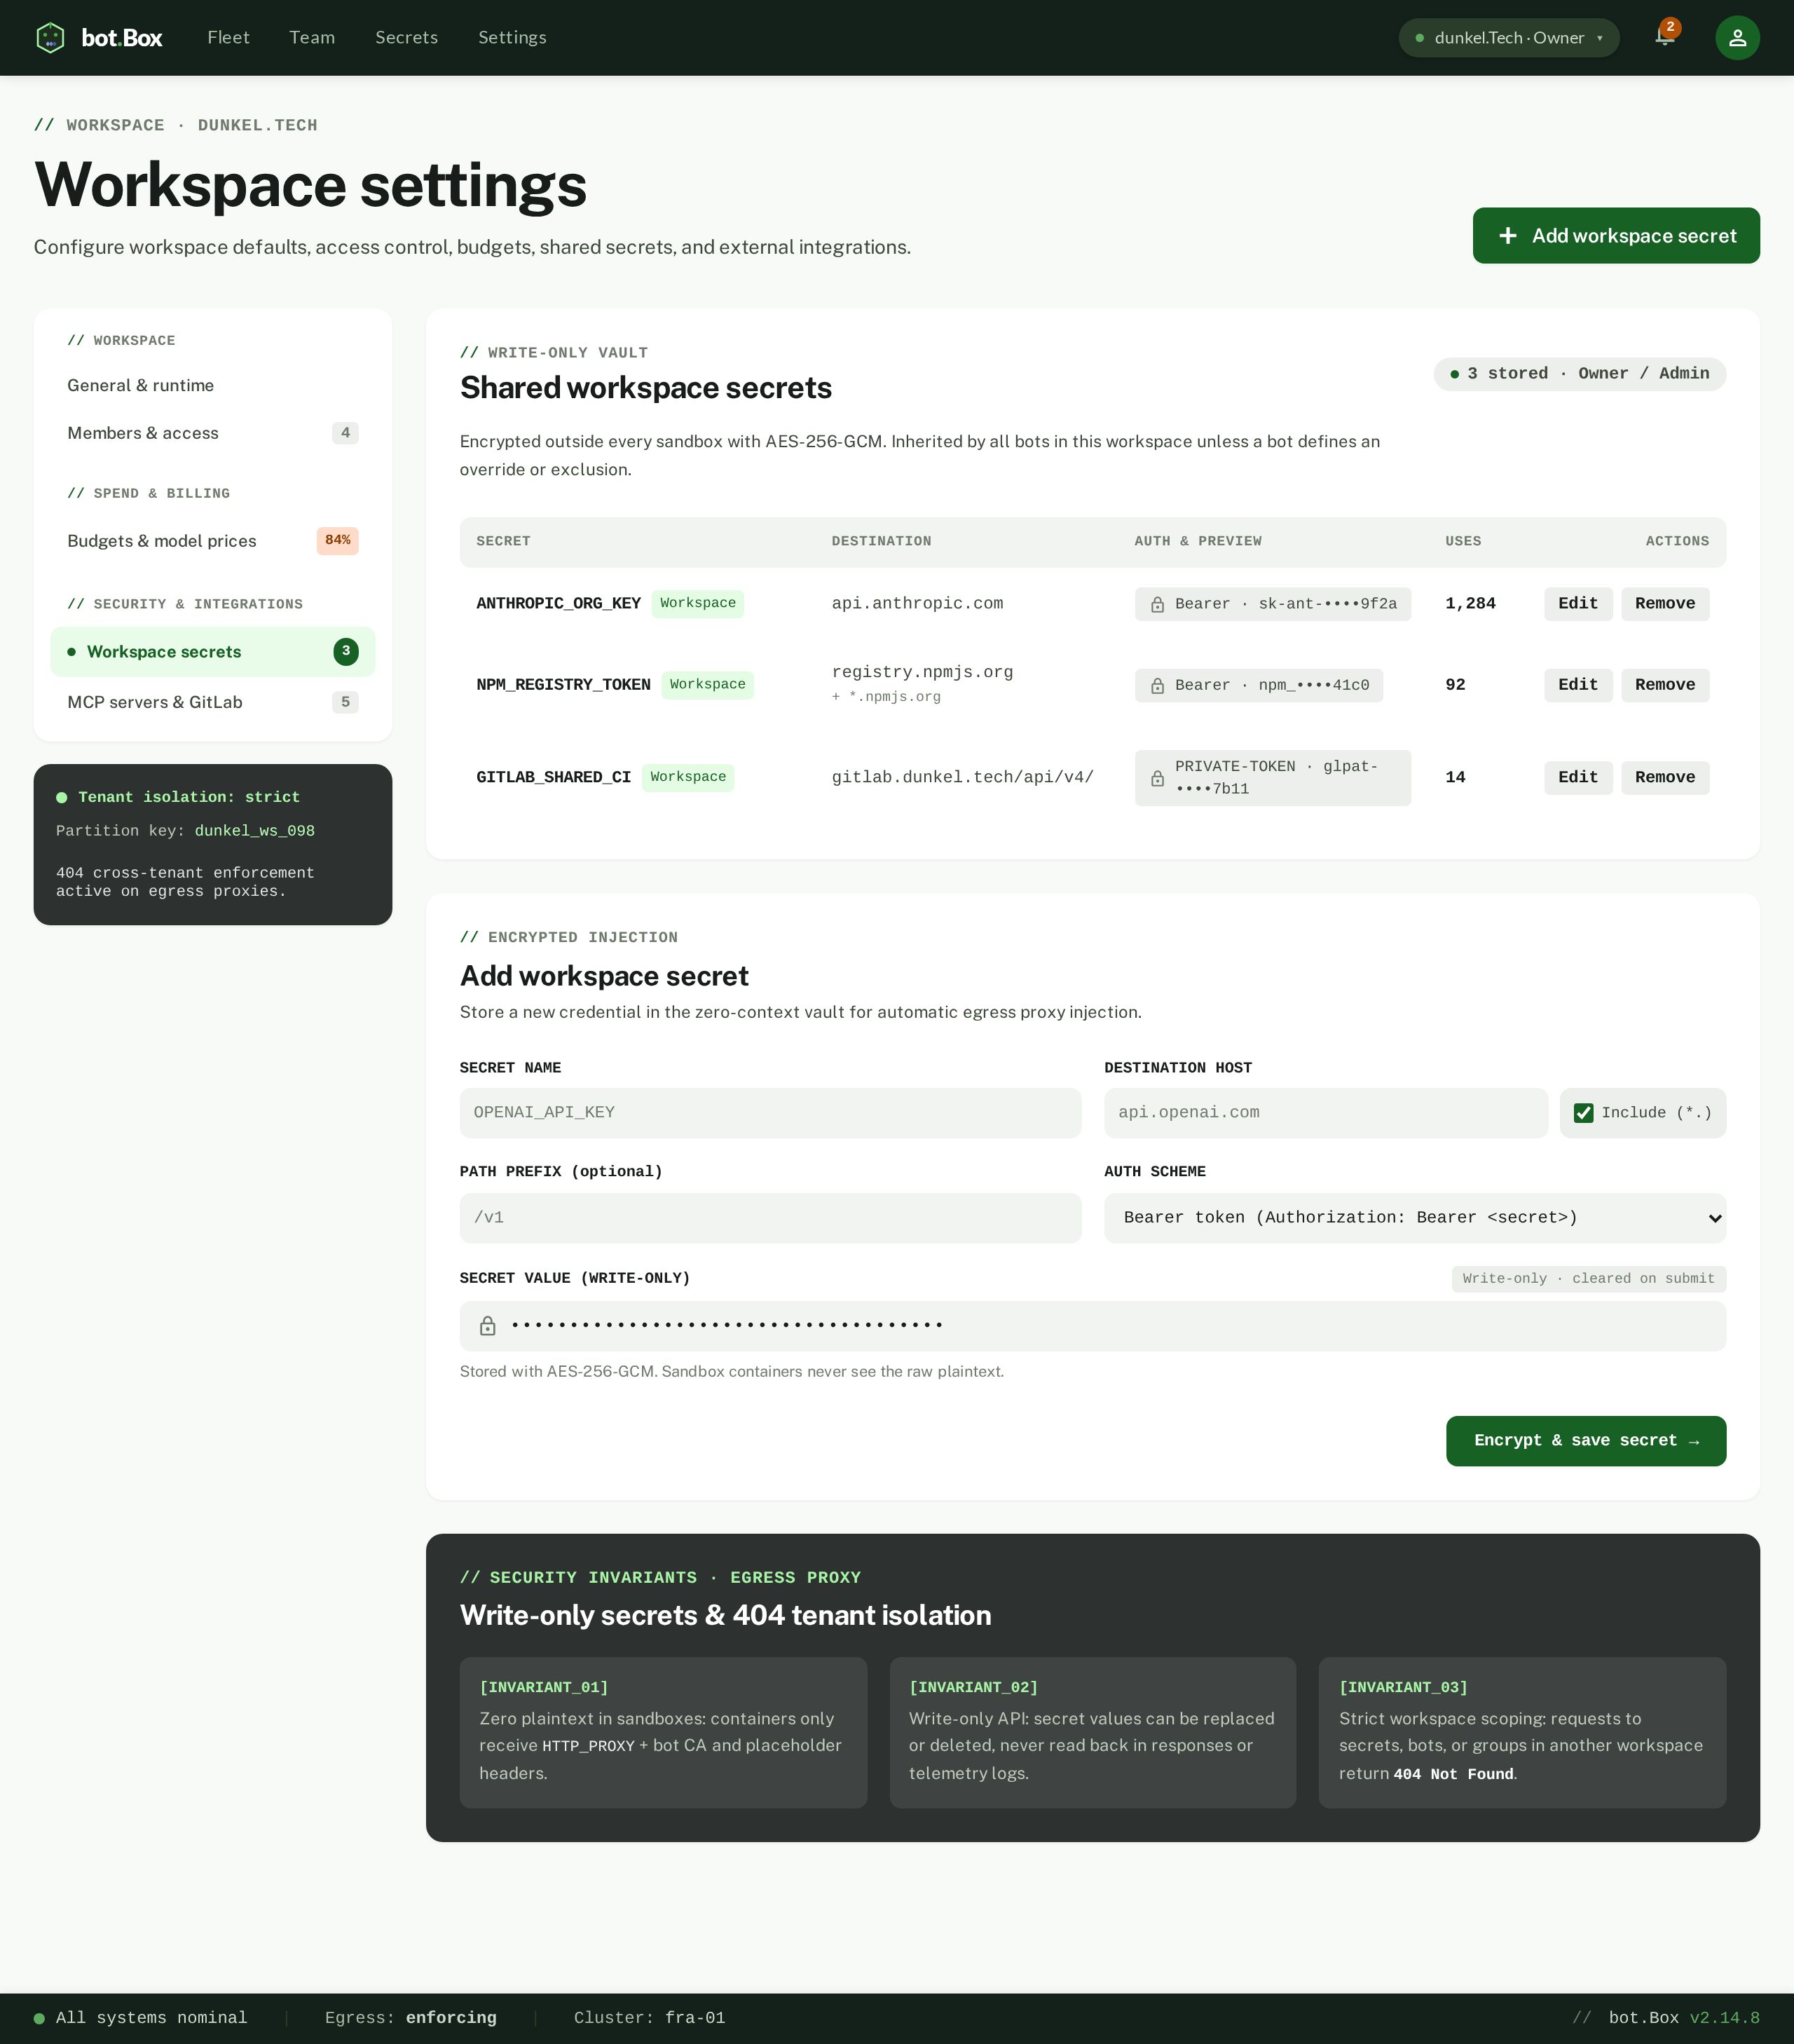 bot.Box
Fleet
Team
Secrets
Settings
dunkel.Tech · Owner ▾
2
// WORKSPACE · DUNKEL.TECH
Workspace settings
Configure workspace defaults, access control, budgets, shared secrets, and external integrations.
+ Add workspace secret
// WORKSPACE
General & runtime
Members & access 4
// SPEND & BILLING
Budgets & model prices 84%
// SECURITY & INTEGRATIONS
Workspace secrets 3
MCP servers & GitLab 5
Tenant isolation: strict
Partition key: dunkel_ws_098
404 cross-tenant enforcement
active on egress proxies.
// WRITE-ONLY VAULT
Shared workspace secrets
3 stored · Owner / Admin
Encrypted outside every sandbox with AES-256-GCM. Inherited by all bots in this workspace unless a bot defines an
override or exclusion.
SECRET DESTINATION AUTH & PREVIEW USES ACTIONS
ANTHROPIC_ORG_KEY Workspace api.anthropic.com Bearer · sk-ant-••••9f2a 1,284 Edit Remove
NPM_REGISTRY_TOKEN Workspace registry.npmjs.org Bearer · npm_••••41c0 92 Edit Remove
+ *.npmjs.org
GITLAB_SHARED_CI Workspace gitlab.dunkel.tech/api/v4/ PRIVATE-TOKEN · glpat- 14 Edit Remove
••••7b11
// ENCRYPTED INJECTION
Add workspace secret
Store a new credential in the zero-context vault for automatic egress proxy injection.
SECRET NAME
OPENAI_API_KEY
DESTINATION HOST
api.openai.com
Include (*.)
PATH PREFIX (optional)
/v1
AUTH SCHEME
Bearer token (Authorization: Bearer <secret>)
SECRET VALUE (WRITE-ONLY)
Write-only · cleared on submit
•••••••••••••••••••••••••••••••••••••
Stored with AES-256-GCM. Sandbox containers never see the raw plaintext.
Encrypt & save secret →
// SECURITY INVARIANTS · EGRESS PROXY
Write-only secrets & 404 tenant isolation
[INVARIANT_01]
Zero plaintext in sandboxes: containers only
receive HTTP_PROXY + bot CA and placeholder
headers.
[INVARIANT_02]
Write-only API: secret values can be replaced
or deleted, never read back in responses or
telemetry logs.
[INVARIANT_03]
Strict workspace scoping: requests to
secrets, bots, or groups in another workspace
return 404 Not Found.
All systems nominal
Egress: enforcing
Cluster: fra-01
// bot.Box v2.14.8